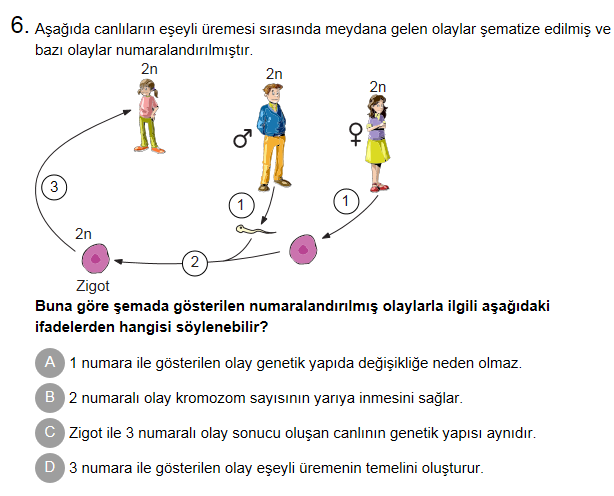 6. Aşağıda canlıların eşeyli üremesi sırasında meydana gelen olaylar şematize edilmiş ve
bazı olaylar numaralandırılmıştır.
2n
2n
2n
♂
♀
3
1
1
2n
2
Zigot
Buna göre şemada gösterilen numaralandırılmış olaylarla ilgili aşağıdaki
ifadelerden hangisi söylenebilir?
A 1 numara ile gösterilen olay genetik yapıda değişikliğe neden olmaz.
B 2 numaralı olay kromozom sayısının yarıya inmesini sağlar.
C Zigot ile 3 numaralı olay sonucu oluşan canlının genetik yapısı aynıdır.
D 3 numara ile gösterilen olay eşeyli üremenin temelini oluşturur.